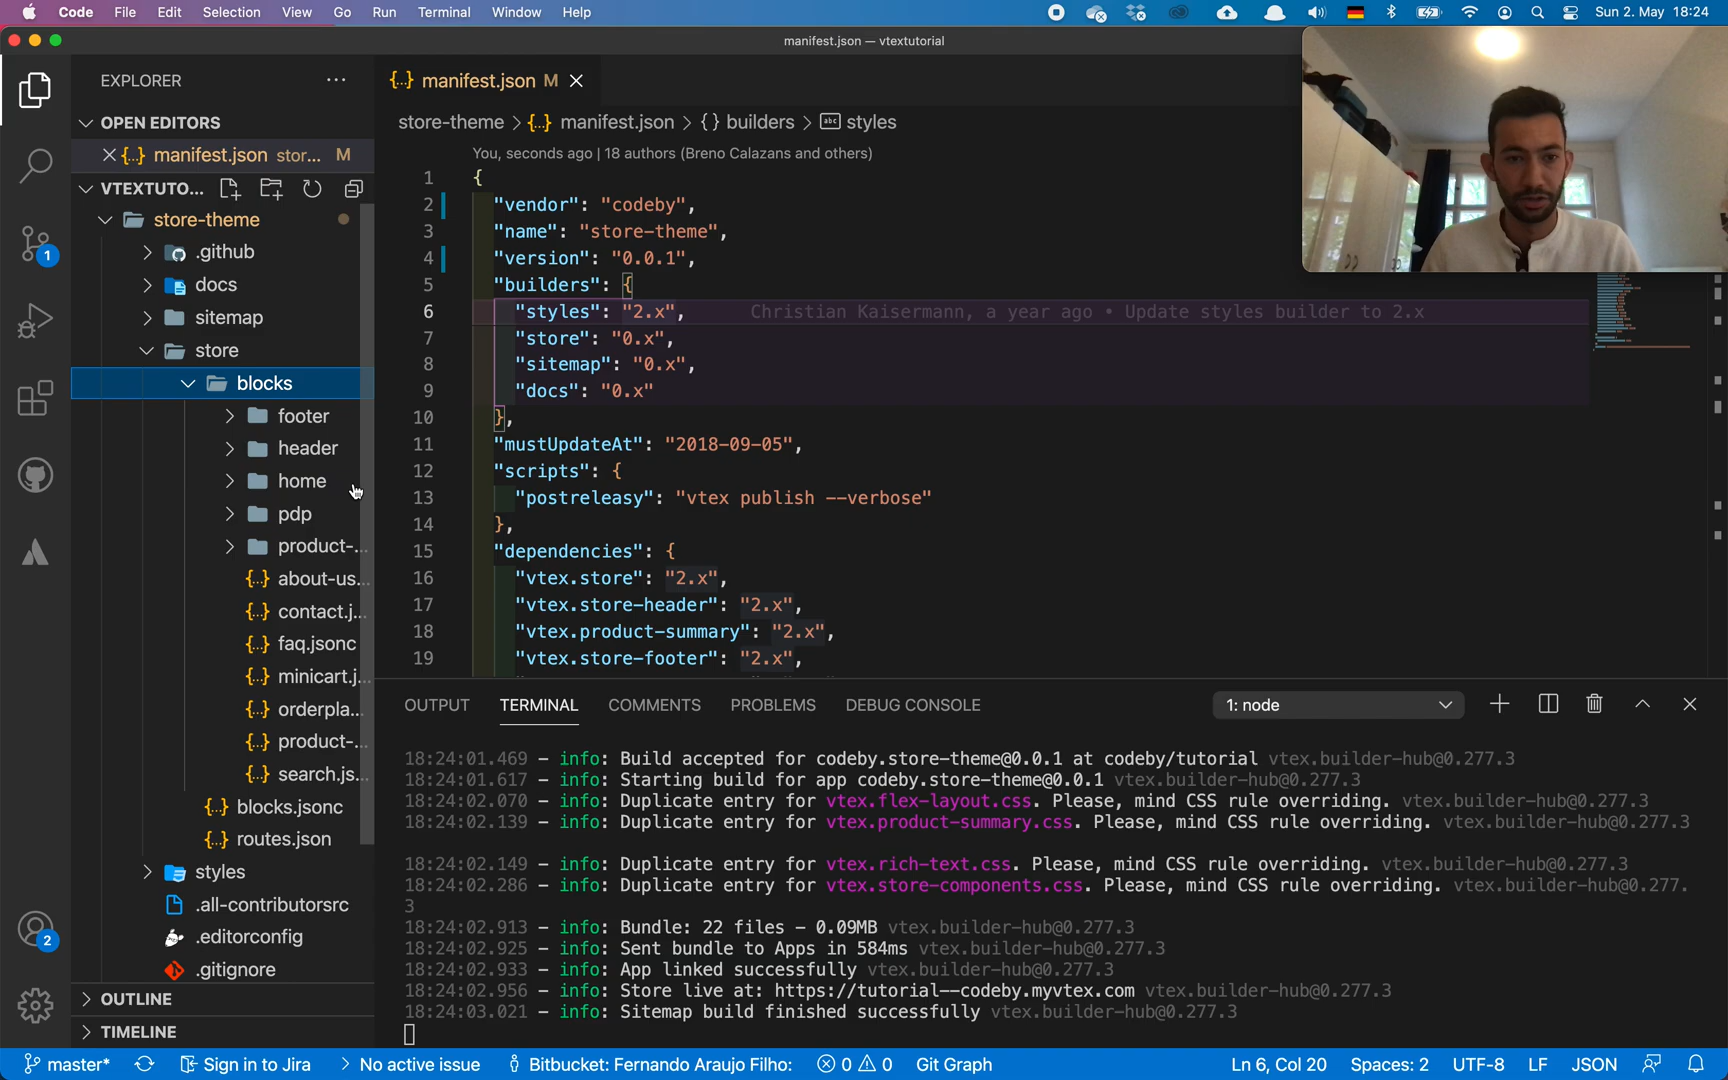 Code File Edit Selection View Go Run Terminal Window Help Sun 2. May 18:24
manifest.json — vtextutorial
EXPLORER
OPEN EDITORS
{..} manifest.json stor... M
VTEXTUTO...
store-theme
.github
docs
sitemap
store
blocks
footer
header
home
pdp
product-...
{..} about-us...
{..} contact.j...
{..} faq.jsonc
{..} minicart.j...
{..} orderpla...
{..} product-...
{..} search.js...
{..} blocks.jsonc
{..} routes.json
styles
.all-contributorsrc
.editorconfig
.gitignore
OUTLINE
TIMELINE
1
2
{..} manifest.json M
store-theme > {..} manifest.json > {} builders > abc styles
You, seconds ago | 18 authors (Breno Calazans and others)
1 {
2 "vendor": "codeby",
3 "name": "store-theme",
4 "version": "0.0.1",
5 "builders": {
6 "styles": "2.x", Christian Kaisermann, a year ago • Update styles builder to 2.x
7 "store": "0.x",
8 "sitemap": "0.x",
9 "docs": "0.x"
10 },
11 "mustUpdateAt": "2018-09-05",
12 "scripts": {
13 "postreleasy": "vtex publish --verbose"
14 },
15 "dependencies": {
16 "vtex.store": "2.x",
17 "vtex.store-header": "2.x",
18 "vtex.product-summary": "2.x",
19 "vtex.store-footer": "2.x",
OUTPUT TERMINAL COMMENTS PROBLEMS DEBUG CONSOLE 1: node
18:24:01.469 - info: Build accepted for codeby.store-theme@0.0.1 at codeby/tutorial vtex.builder-hub@0.277.3
18:24:01.617 - info: Starting build for app codeby.store-theme@0.0.1 vtex.builder-hub@0.277.3
18:24:02.070 - info: Duplicate entry for vtex.flex-layout.css. Please, mind CSS rule overriding. vtex.builder-hub@0.277.3
18:24:02.139 - info: Duplicate entry for vtex.product-summary.css. Please, mind CSS rule overriding. vtex.builder-hub@0.277.3
18:24:02.149 - info: Duplicate entry for vtex.rich-text.css. Please, mind CSS rule overriding. vtex.builder-hub@0.277.3
18:24:02.286 - info: Duplicate entry for vtex.store-components.css. Please, mind CSS rule overriding. vtex.builder-hub@0.277.
3
18:24:02.913 - info: Bundle: 22 files - 0.09MB vtex.builder-hub@0.277.3
18:24:02.925 - info: Sent bundle to Apps in 584ms vtex.builder-hub@0.277.3
18:24:02.933 - info: App linked successfully vtex.builder-hub@0.277.3
18:24:02.956 - info: Store live at: https://tutorial--codeby.myvtex.com vtex.builder-hub@0.277.3
18:24:03.021 - info: Sitemap build finished successfully vtex.builder-hub@0.277.3
master* Sign in to Jira No active issue Bitbucket: Fernando Araujo Filho: 0 0 Git Graph Ln 6, Col 20 Spaces: 2 UTF-8 LF JSON